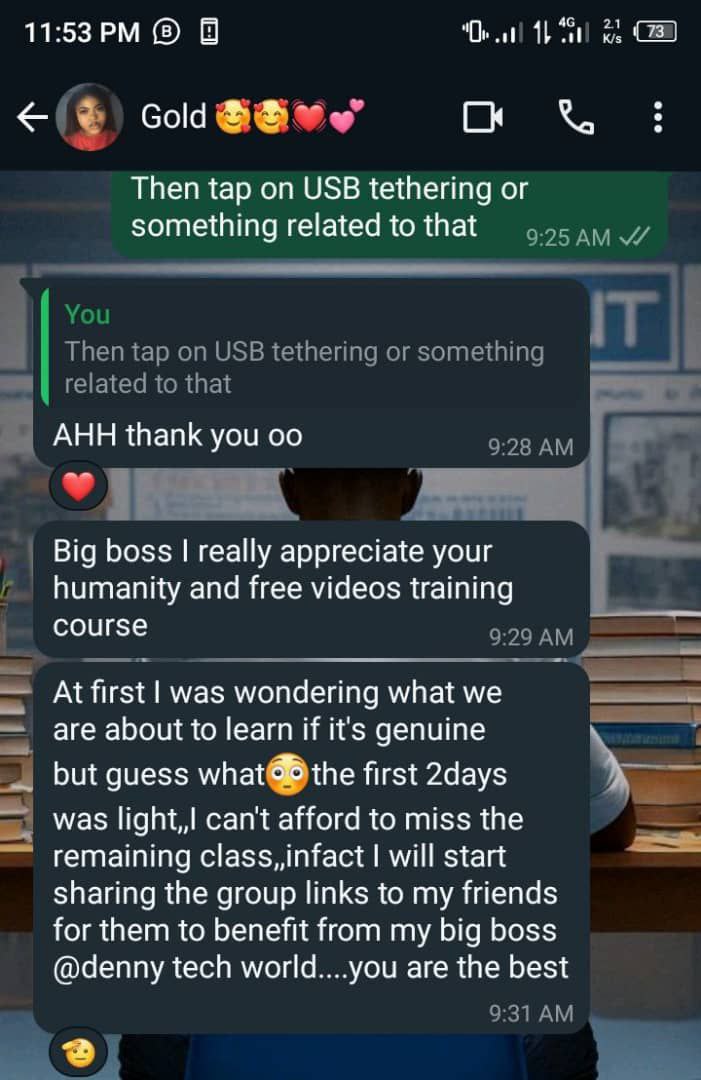 11:53 PM
4G
2.1
K/s
73
Gold 🥰🥰💓💕
Then tap on USB tethering or
something related to that
9:25 AM
IT
You
Then tap on USB tethering or something
related to that
AHH thank you oo
9:28 AM
❤️
Big boss I really appreciate your
humanity and free videos training
course
9:29 AM
At first I was wondering what we
are about to learn if it's genuine
but guess what😳the first 2days
was light,,I can't afford to miss the
remaining class,,infact I will start
sharing the group links to my friends
for them to benefit from my big boss
@denny tech world....you are the best
9:31 AM
🫡